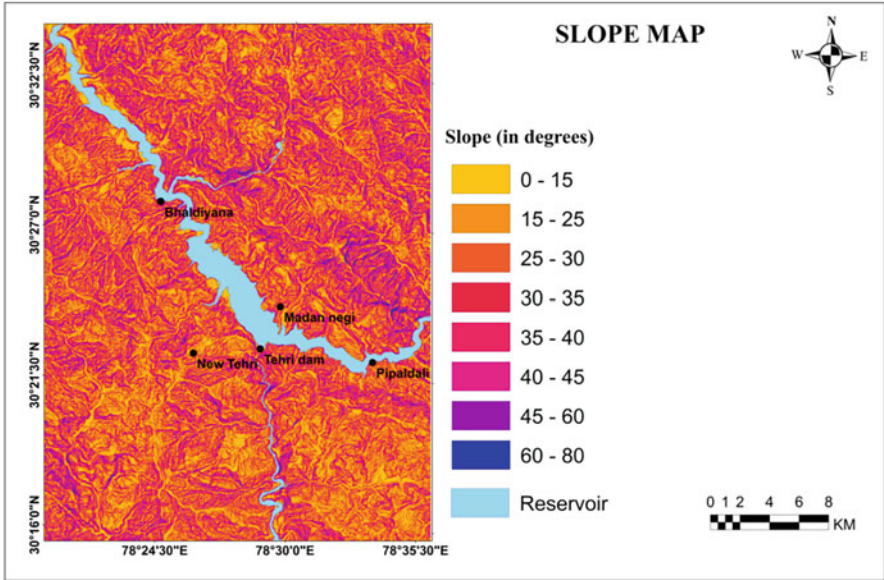 SLOPE MAP
N
W E
S
30°32'30"N
30°27'0"N
30°21'30"N
30°16'0"N
Bhaldiyana
Madan negi
New Tehri
Tehri dam
Pipaldali
78°24'30"E
78°30'0"E
78°35'30"E
Slope (in degrees)
0 - 15
15 - 25
25 - 30
30 - 35
35 - 40
40 - 45
45 - 60
60 - 80
Reservoir
0 1 2 4 6 8
KM